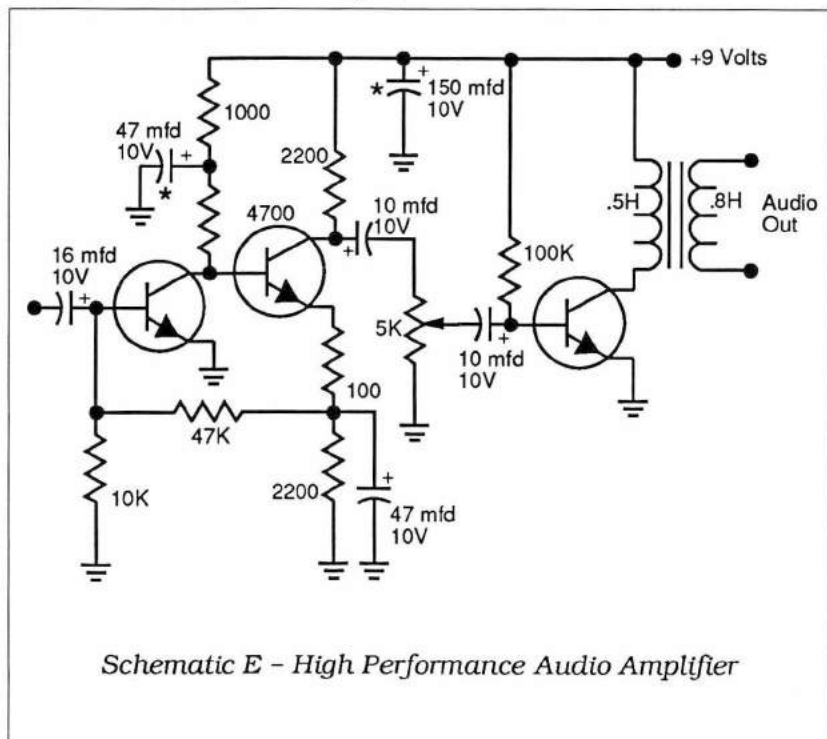 +9 Volts
1000
47 mfd
10V
+
*
150 mfd
10V
+
*
2200
4700
10 mfd
10V
+
16 mfd
10V
+
100K
.5H
.8H
Audio
Out
5K
10 mfd
10V
+
100
47K
10K
2200
47 mfd
10V
+
Schematic E – High Performance Audio Amplifier